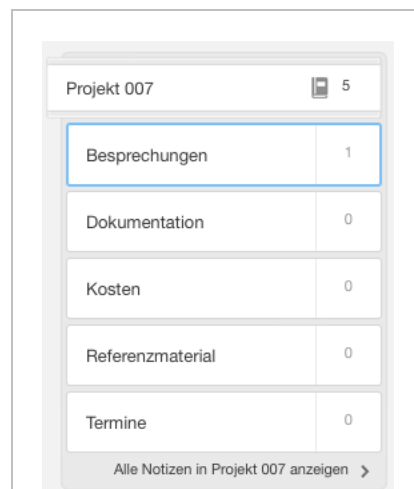 Projekt 007 5
Besprechungen 1
Dokumentation 0
Kosten 0
Referenzmaterial 0
Termine 0
Alle Notizen in Projekt 007 anzeigen